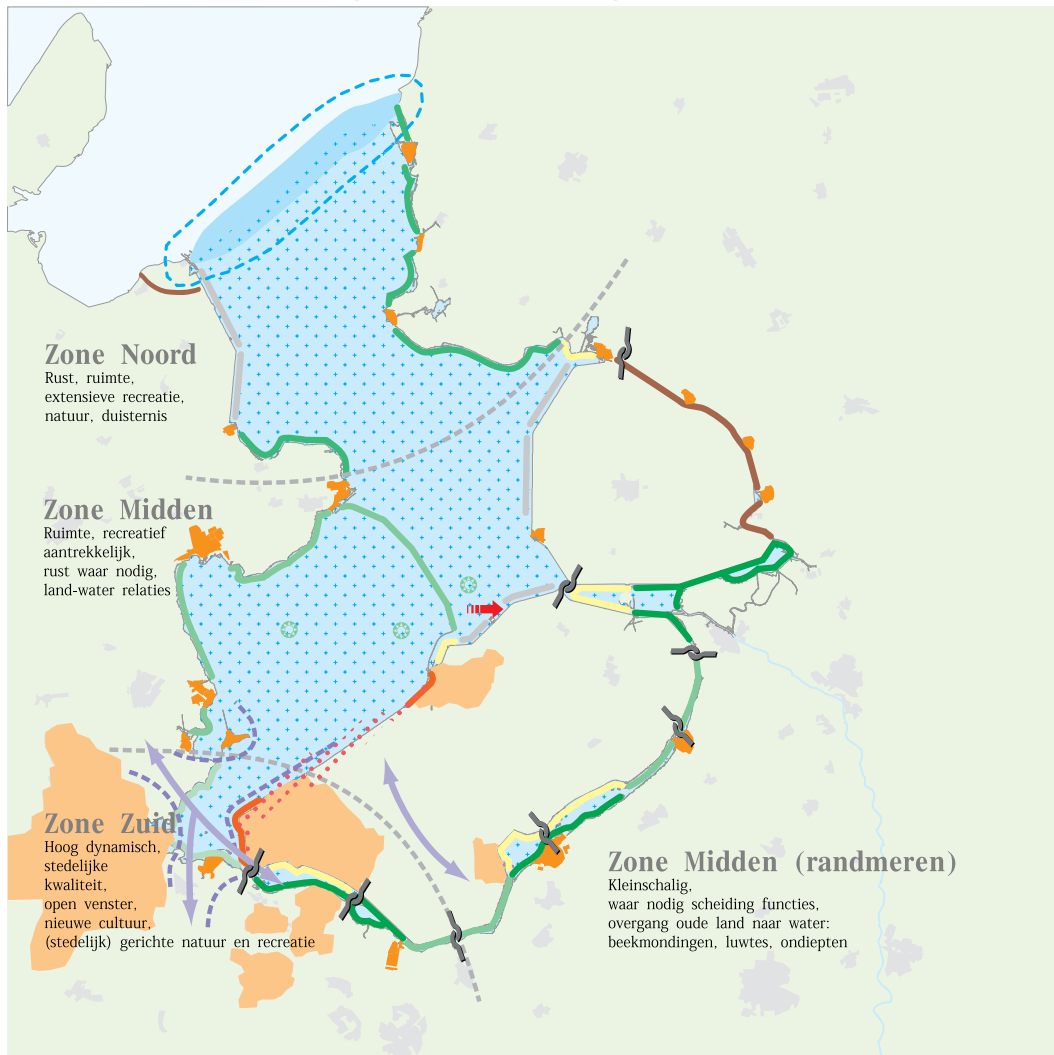 Zone Noord
Rust, ruimte,
extensieve recreatie,
natuur, duisternis
Zone Midden
Ruimte, recreatief
aantrekkelijk,
rust waar nodig,
land-water relaties
Zone Zuid
Hoog dynamisch,
stedelijke
kwaliteit,
open venster,
nieuwe cultuur,
(stedelijk) gerichte natuur en recreatie
Zone Midden (randmeren)
Kleinschalig,
waar nodig scheiding functies,
overgang oude land naar water:
beekmondingen, luwtes, ondiepten